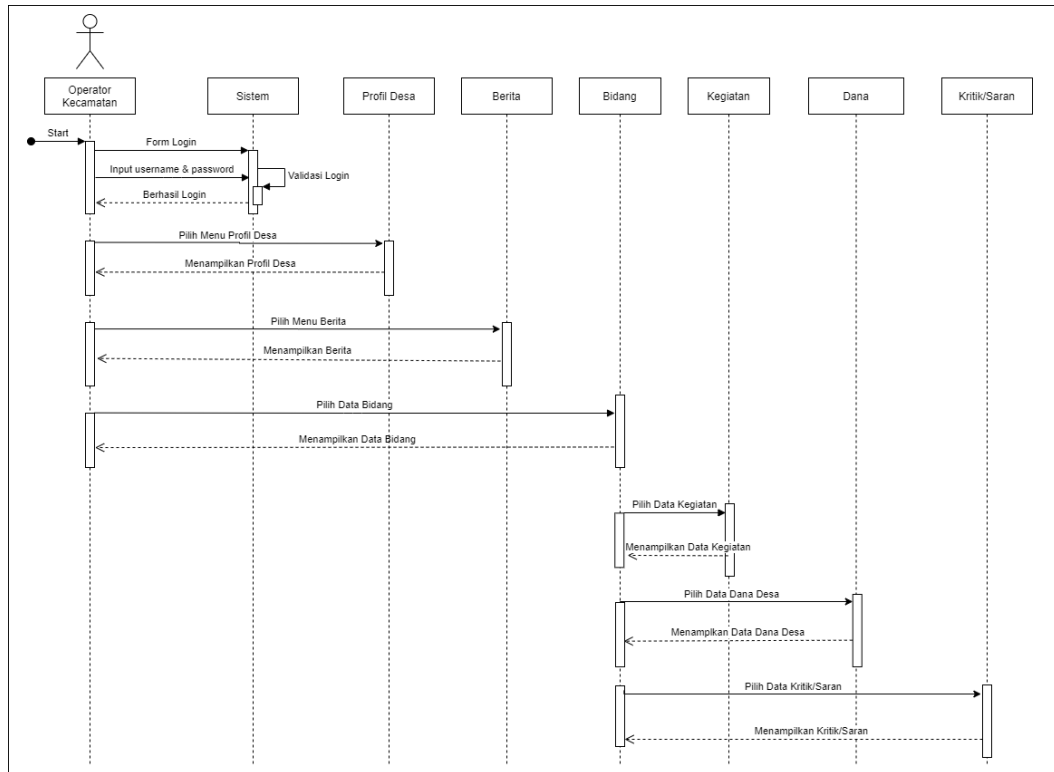 Operator
Kecamatan
Sistem
Profil Desa
Berita
Bidang
Kegiatan
Dana
Kritik/Saran
Start
Form Login
Input username & password
Validasi Login
Berhasil Login
Pilih Menu Profil Desa
Menampilkan Profil Desa
Pilih Menu Berita
Menampilkan Berita
Pilih Data Bidang
Menampilkan Data Bidang
Pilih Data Kegiatan
Menampilkan Data Kegiatan
Pilih Data Dana Desa
Menamplkan Data Dana Desa
Pilih Data Kritik/Saran
Menampilkan Kritik/Saran